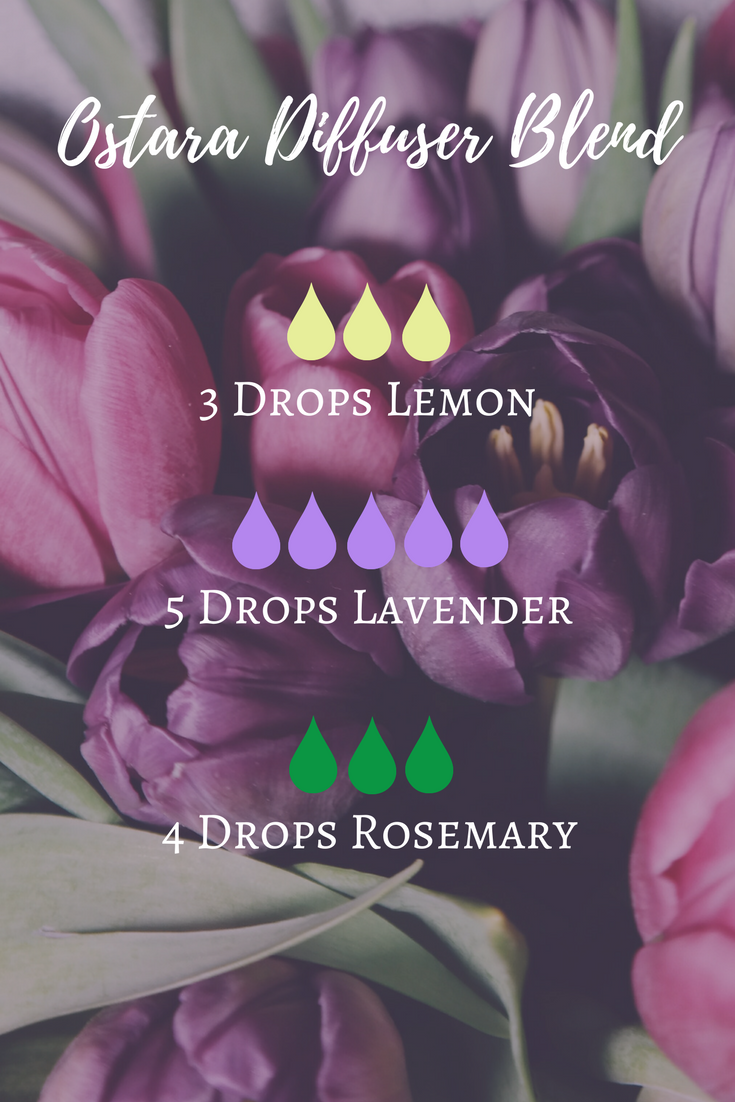 Ostara Diffuser Blend
3 Drops Lemon
5 Drops Lavender
4 Drops Rosemary